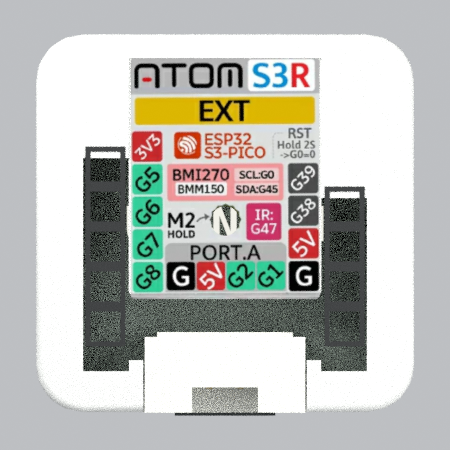 ATOM S3R
EXT
3V3
ESP32
S3-PICO
RST
Hold 2S
->G0=0
G5
BMI270
BMM150
SCL:G0
SDA:G45
G39
G6
M2
HOLD
N
IR:
G47
G38
G7
PORT.A
5V
G8
G
5V
G2
G1
G